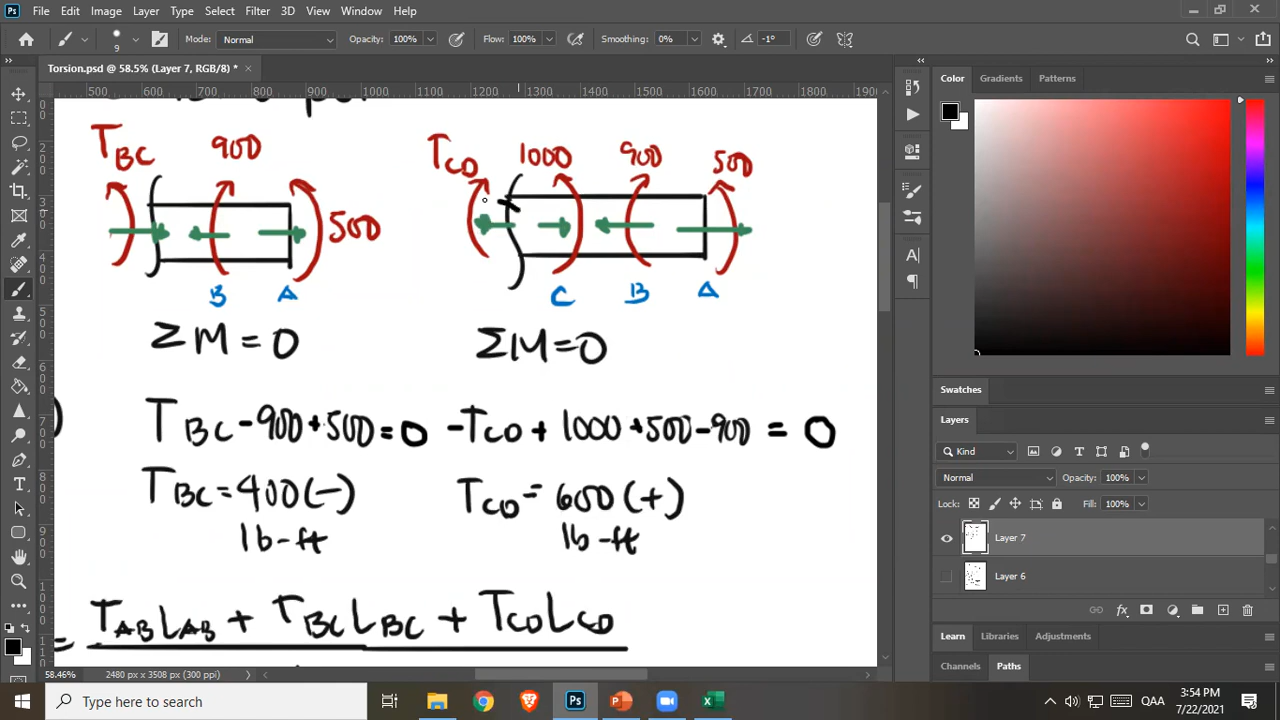 Ps File Edit Image Layer Type Select Filter 3D View Window Help
9 Mode: Normal Opacity: 100% Flow: 100% Smoothing: 0% -1°
Torsion.psd @ 58.5% (Layer 7, RGB/8) * ×
500 600 700 800 900 1000 1100 1200 1300 1400 1500 1600 1700 1800 1900
TBC 900 500
B A
ΣM=0
TBC-900+500=0
TBC=400(-)
lb-ft
TCD 1000 900 500
C B A
ΣM=0
-TCD+1000+500-900=0
TCD=600(+)
lb-ft
= TABLAB + TBCLBC + TCDLCD
Color Gradients Patterns
Swatches
Layers
Kind
Normal Opacity: 100%
Lock: Fill: 100%
Layer 7
Layer 6
fx
Learn Libraries Adjustments
Channels Paths
58.46% 2480 px x 3508 px (300 ppi)
Type here to search
QAA 3:54 PM
7/22/2021